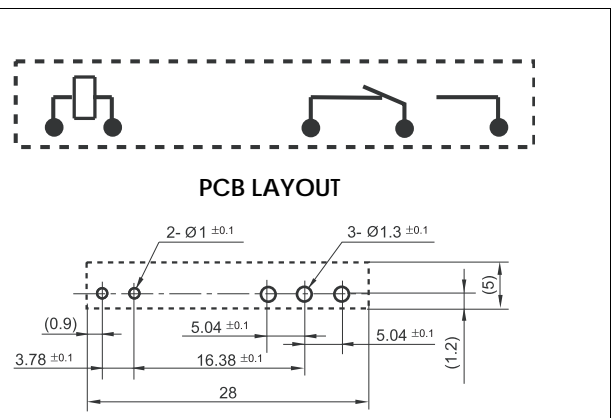 PCB LAYOUT
2- Ø1 ±0.1
3- Ø1.3 ±0.1
(5)
(0.9)
5.04 ±0.1
5.04 ±0.1
(1.2)
3.78 ±0.1
16.38 ±0.1
28